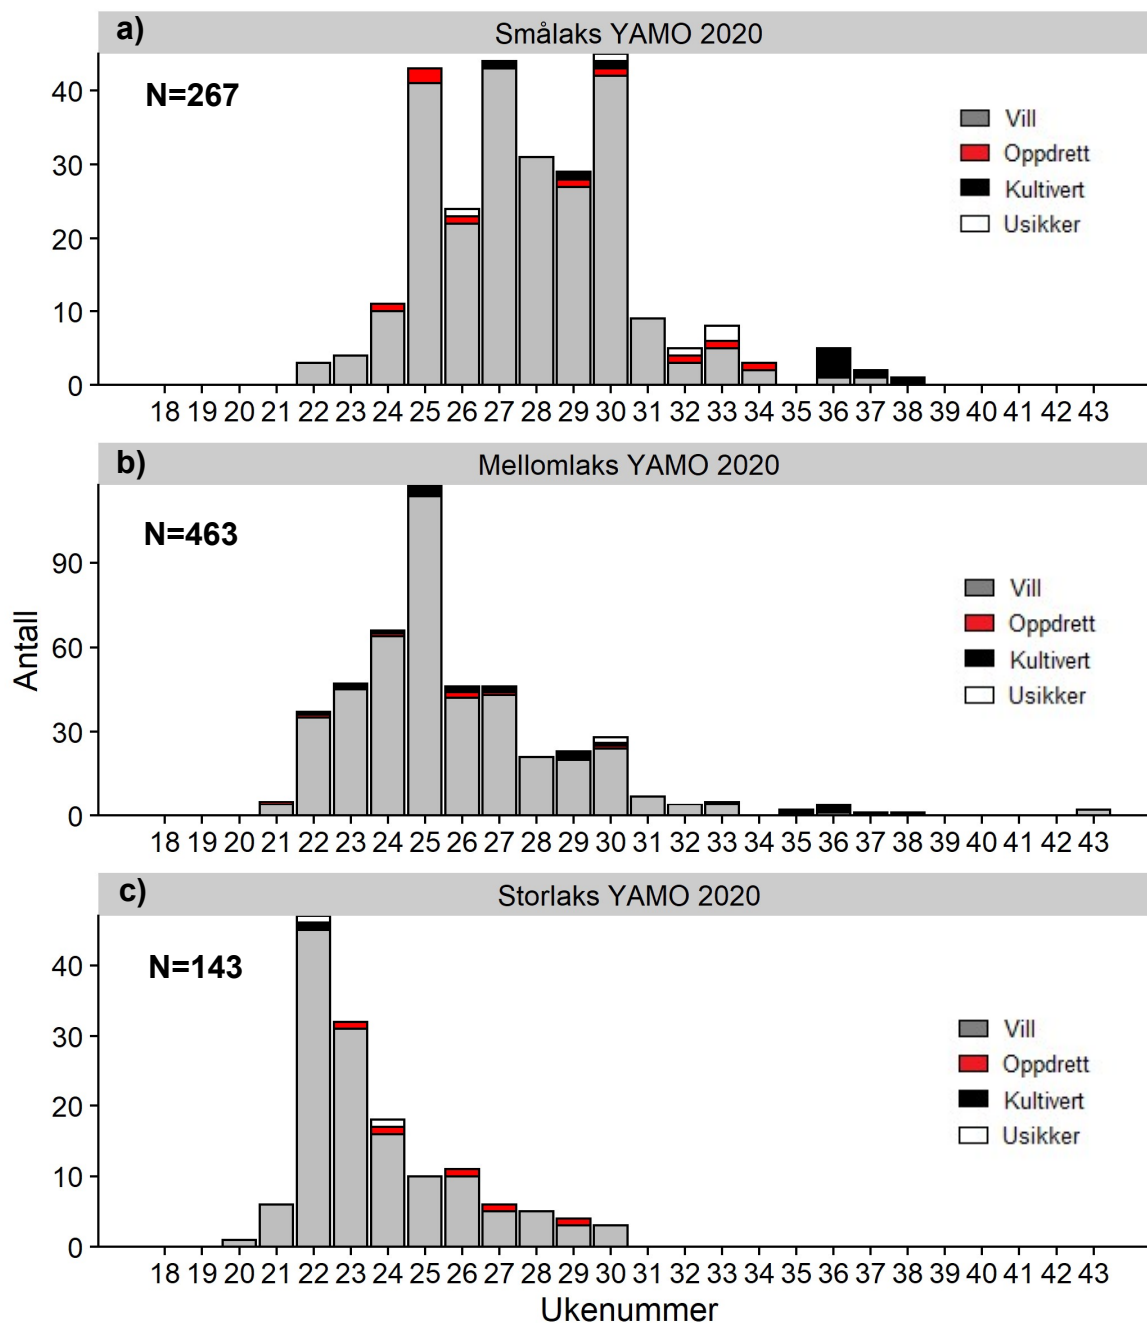 a) Smålaks YAMO 2020
N=267
40
30
20
10
0
Vill
Oppdrett
Kultivert
Usikker
18 19 20 21 22 23 24 25 26 27 28 29 30 31 32 33 34 35 36 37 38 39 40 41 42 43
b) Mellomlaks YAMO 2020
N=463
90
60
30
0
Antall
Vill
Oppdrett
Kultivert
Usikker
18 19 20 21 22 23 24 25 26 27 28 29 30 31 32 33 34 35 36 37 38 39 40 41 42 43
c) Storlaks YAMO 2020
N=143
40
30
20
10
0
Vill
Oppdrett
Kultivert
Usikker
18 19 20 21 22 23 24 25 26 27 28 29 30 31 32 33 34 35 36 37 38 39 40 41 42 43
Ukenummer